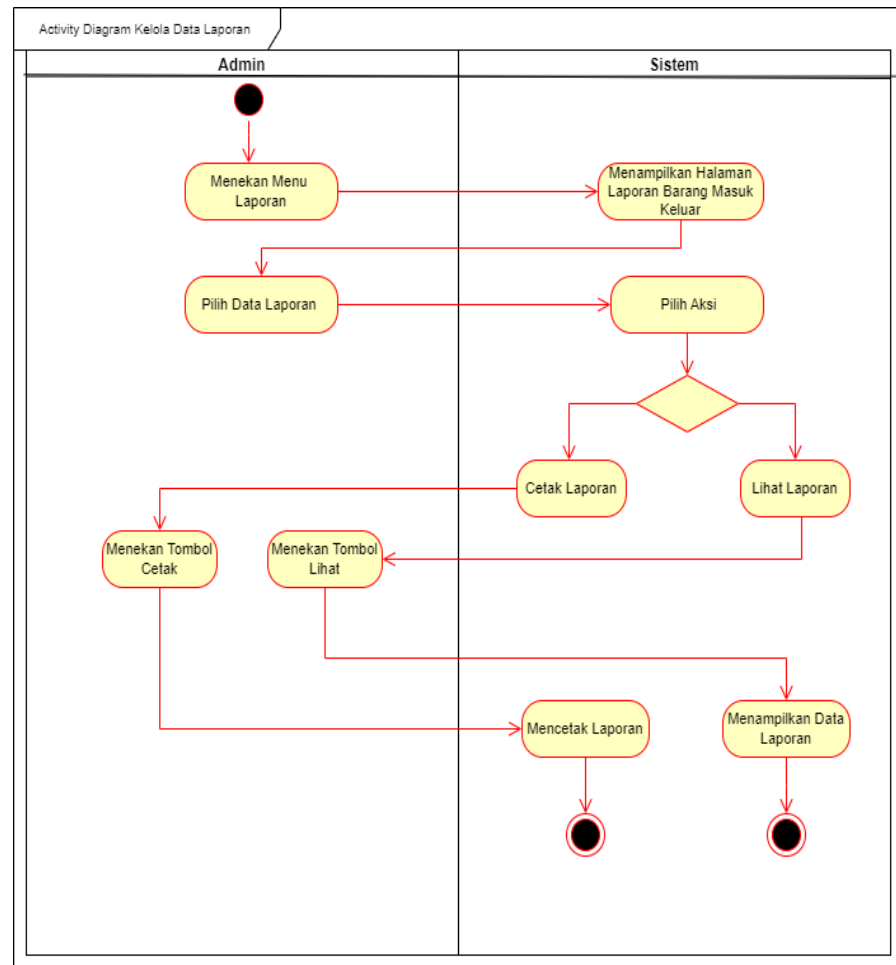 Activity Diagram Kelola Data Laporan
Admin
Sistem
Menekan Menu
Laporan
Menampilkan Halaman
Laporan Barang Masuk
Keluar
Pilih Data Laporan
Pilih Aksi
Cetak Laporan
Lihat Laporan
Menekan Tombol
Cetak
Menekan Tombol
Lihat
Mencetak Laporan
Menampilkan Data
Laporan